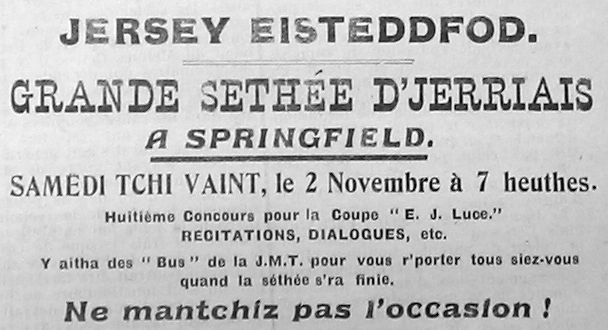 JERSEY EISTEDDFOD.
GRANDE SETHÉE D'JERRIAIS
A SPRINGFIELD.
SAMEDI TCHI VAINT, le 2 Novembre à 7 heuthes.
Huitième Concours pour la Coupe " E. J. Luce."
RECITATIONS, DIALOGUES, etc.
Y aitha des " Bus " de la J.M.T. pour vous r'porter tous siez-vous
quand la séthée s'ra finie.
Ne mantchiz pas l'occasion !